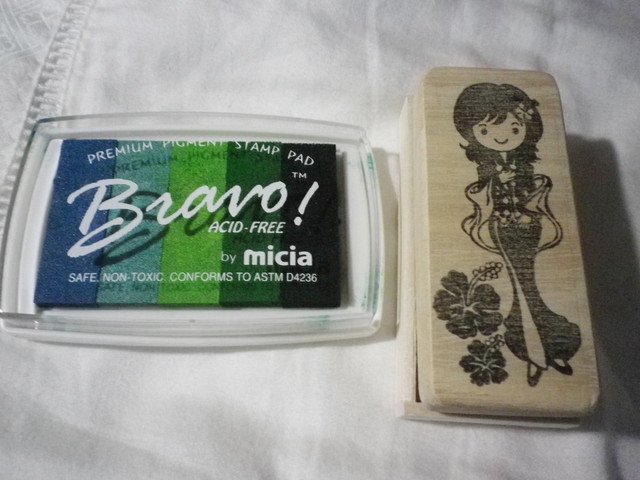 PREMIUM PIGMENT STAMP PAD
Bravo!™
ACID-FREE
by micia
SAFE. NON-TOXIC. CONFORMS TO ASTM D4236